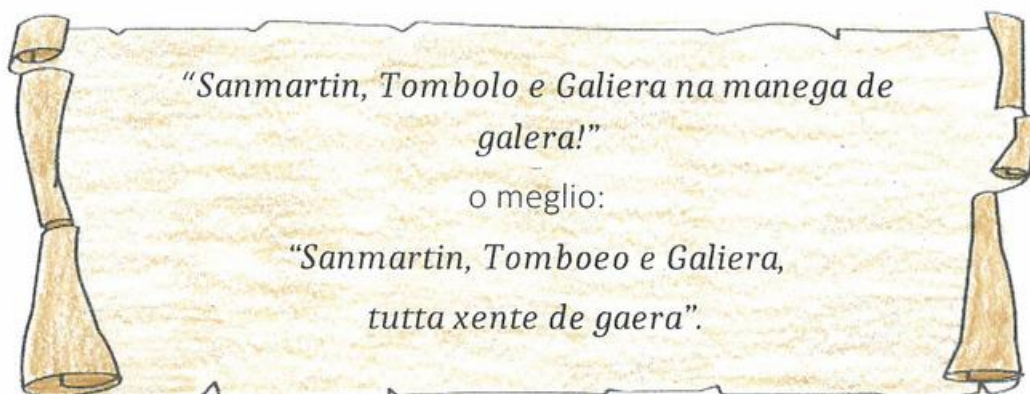 “Sanmartin, Tombolo e Galiera na manega de
galera!”
o meglio:
“Sanmartin, Tomboeo e Galiera,
tutta xente de gaera”.